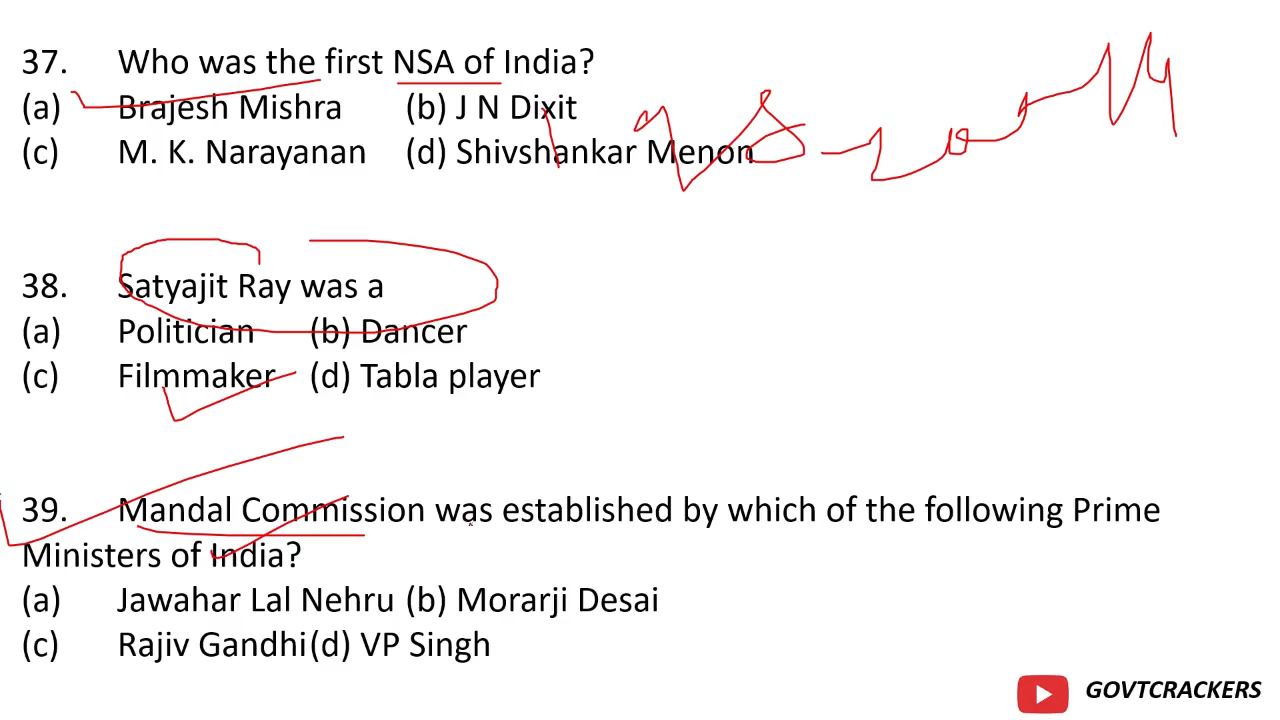 37. Who was the first NSA of India?
(a) Brajesh Mishra (b) J N Dixit
(c) M. K. Narayanan (d) Shivshankar Menon
38. Satyajit Ray was a
(a) Politician (b) Dancer
(c) Filmmaker (d) Tabla player
39. Mandal Commission was established by which of the following Prime
Ministers of India?
(a) Jawahar Lal Nehru (b) Morarji Desai
(c) Rajiv Gandhi (d) VP Singh
GOVTCRACKERS